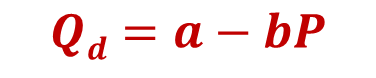 Q_d = a − bP